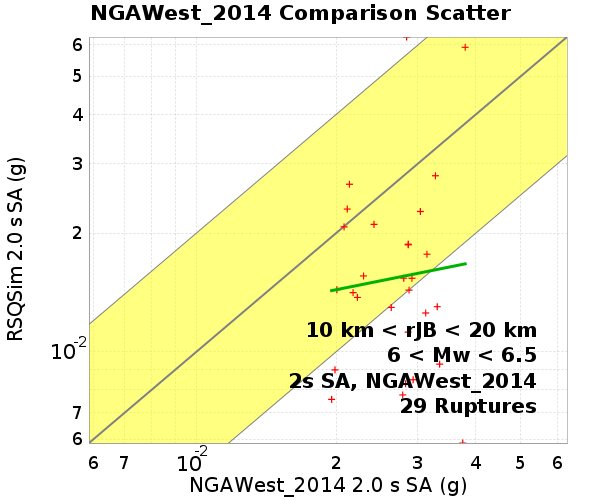 NGAWest_2014 Comparison Scatter
6
5
4
3
2
10-2
7
6
RSQSim 2.0 s SA (g)
10 km < rJB < 20 km
6 < Mw < 6.5
2s SA, NGAWest_2014
29 Ruptures
6 7 10-2 2 3 4 5 6
NGAWest_2014 2.0 s SA (g)